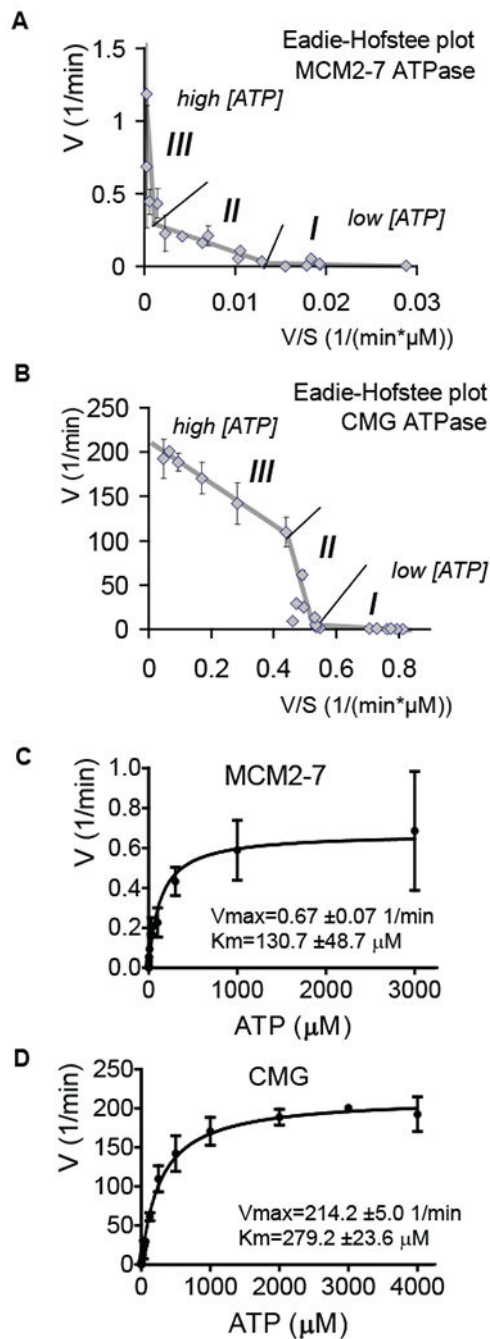 A
Eadie-Hofstee plot
MCM2-7 ATPase
V (1/min)
1.5
1
0.5
0
high [ATP]
III
II
I
low [ATP]
0
0.01
0.02
0.03
V/S (1/(min*µM))
B
Eadie-Hofstee plot
CMG ATPase
V (1/min)
250
200
150
100
50
0
high [ATP]
III
II
low [ATP]
I
0
0.2
0.4
0.6
0.8
V/S (1/(min*µM))
C
MCM2-7
V (1/min)
1.0
0.8
0.6
0.4
0.2
0.0
Vmax=0.67 ±0.07 1/min
Km=130.7 ±48.7 µM
0
1000
2000
3000
ATP (µM)
D
CMG
V (1/min)
250
200
150
100
50
0
Vmax=214.2 ±5.0 1/min
Km=279.2 ±23.6 µM
0
1000
2000
3000
4000
ATP (µM)